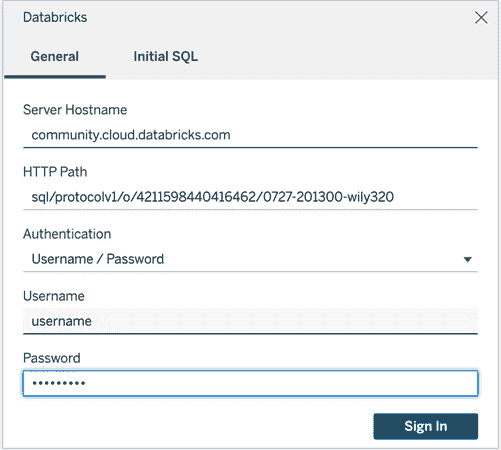 Databricks
General
Initial SQL
Server Hostname
community.cloud.databricks.com
HTTP Path
sql/protocolv1/o/4211598440416462/0727-201300-wily320
Authentication
Username / Password
Username
username
Password
•••••••••
Sign In